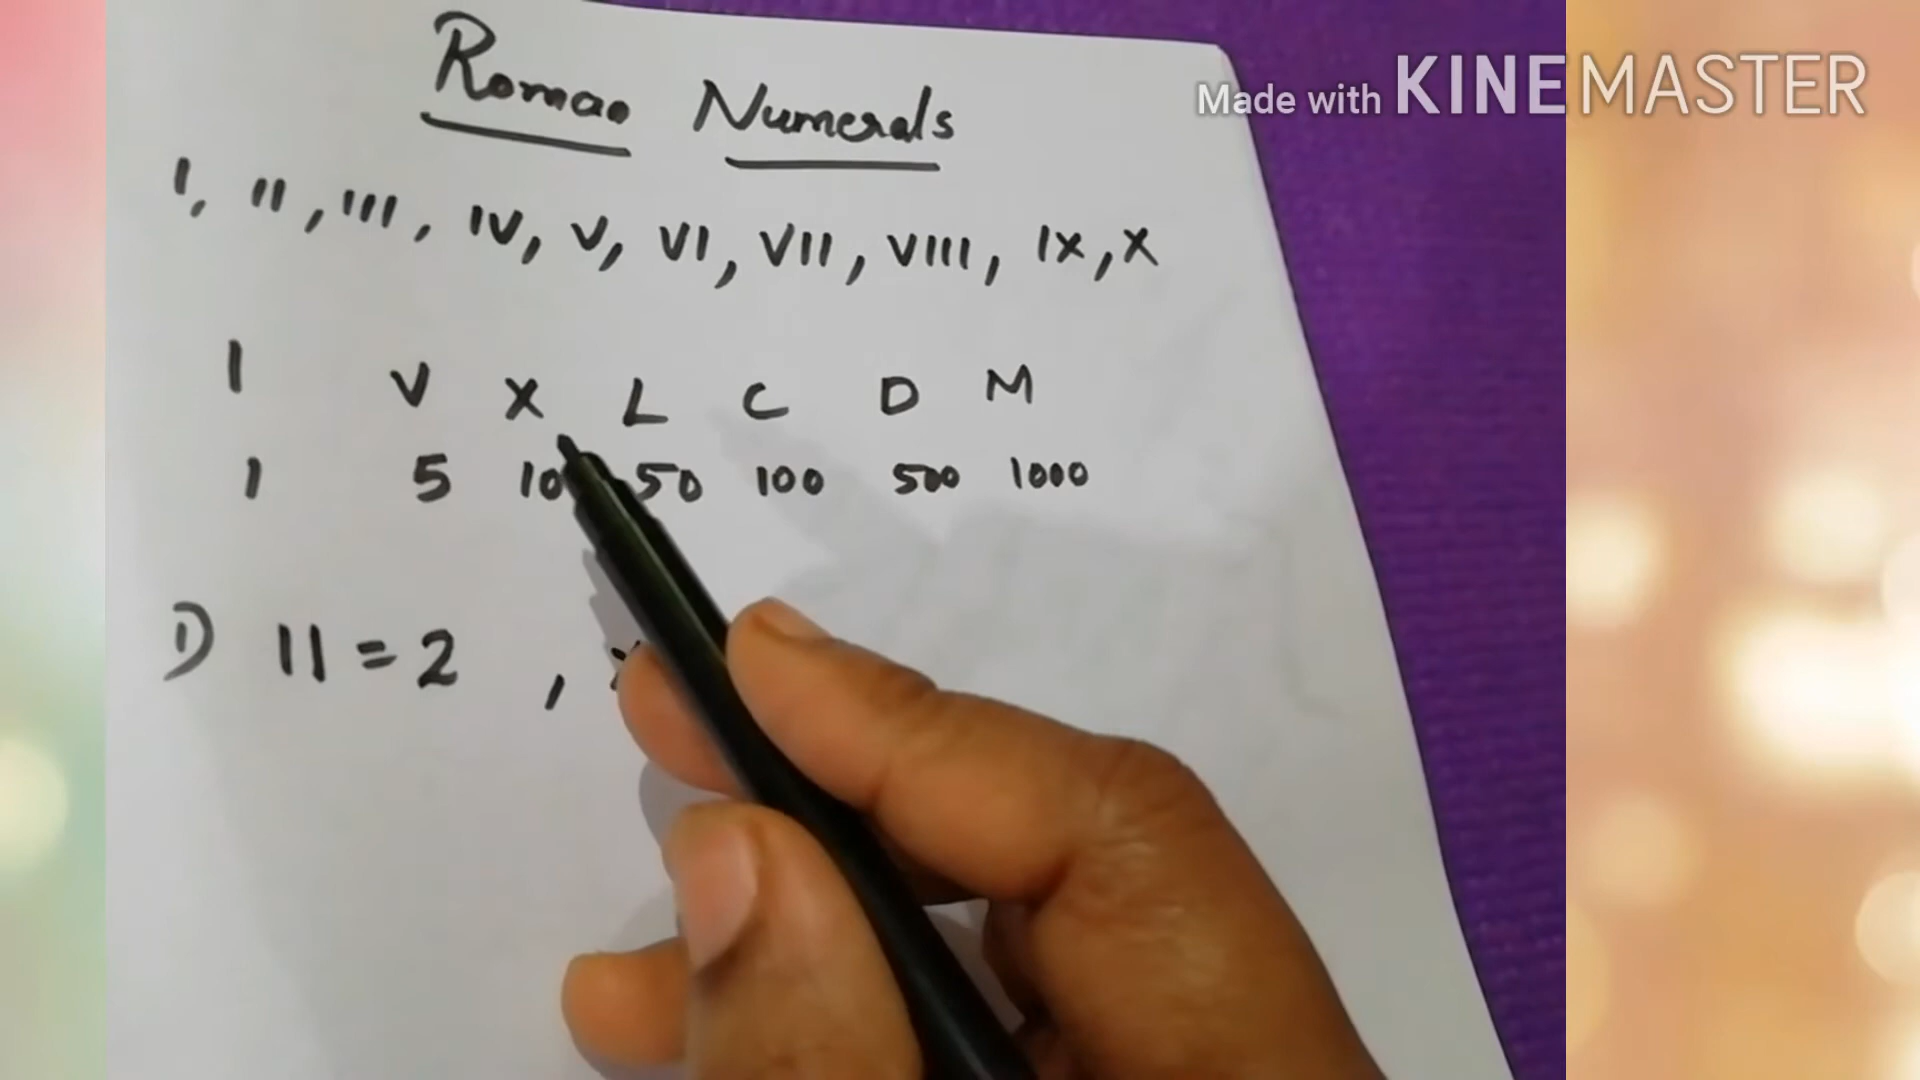 Roman Numerals
Made with KINEMASTER
I, II, III, IV, V, VI, VII, VIII, IX, X
I V X L C D M
1 5 10 50 100 500 1000
1) II = 2 ,